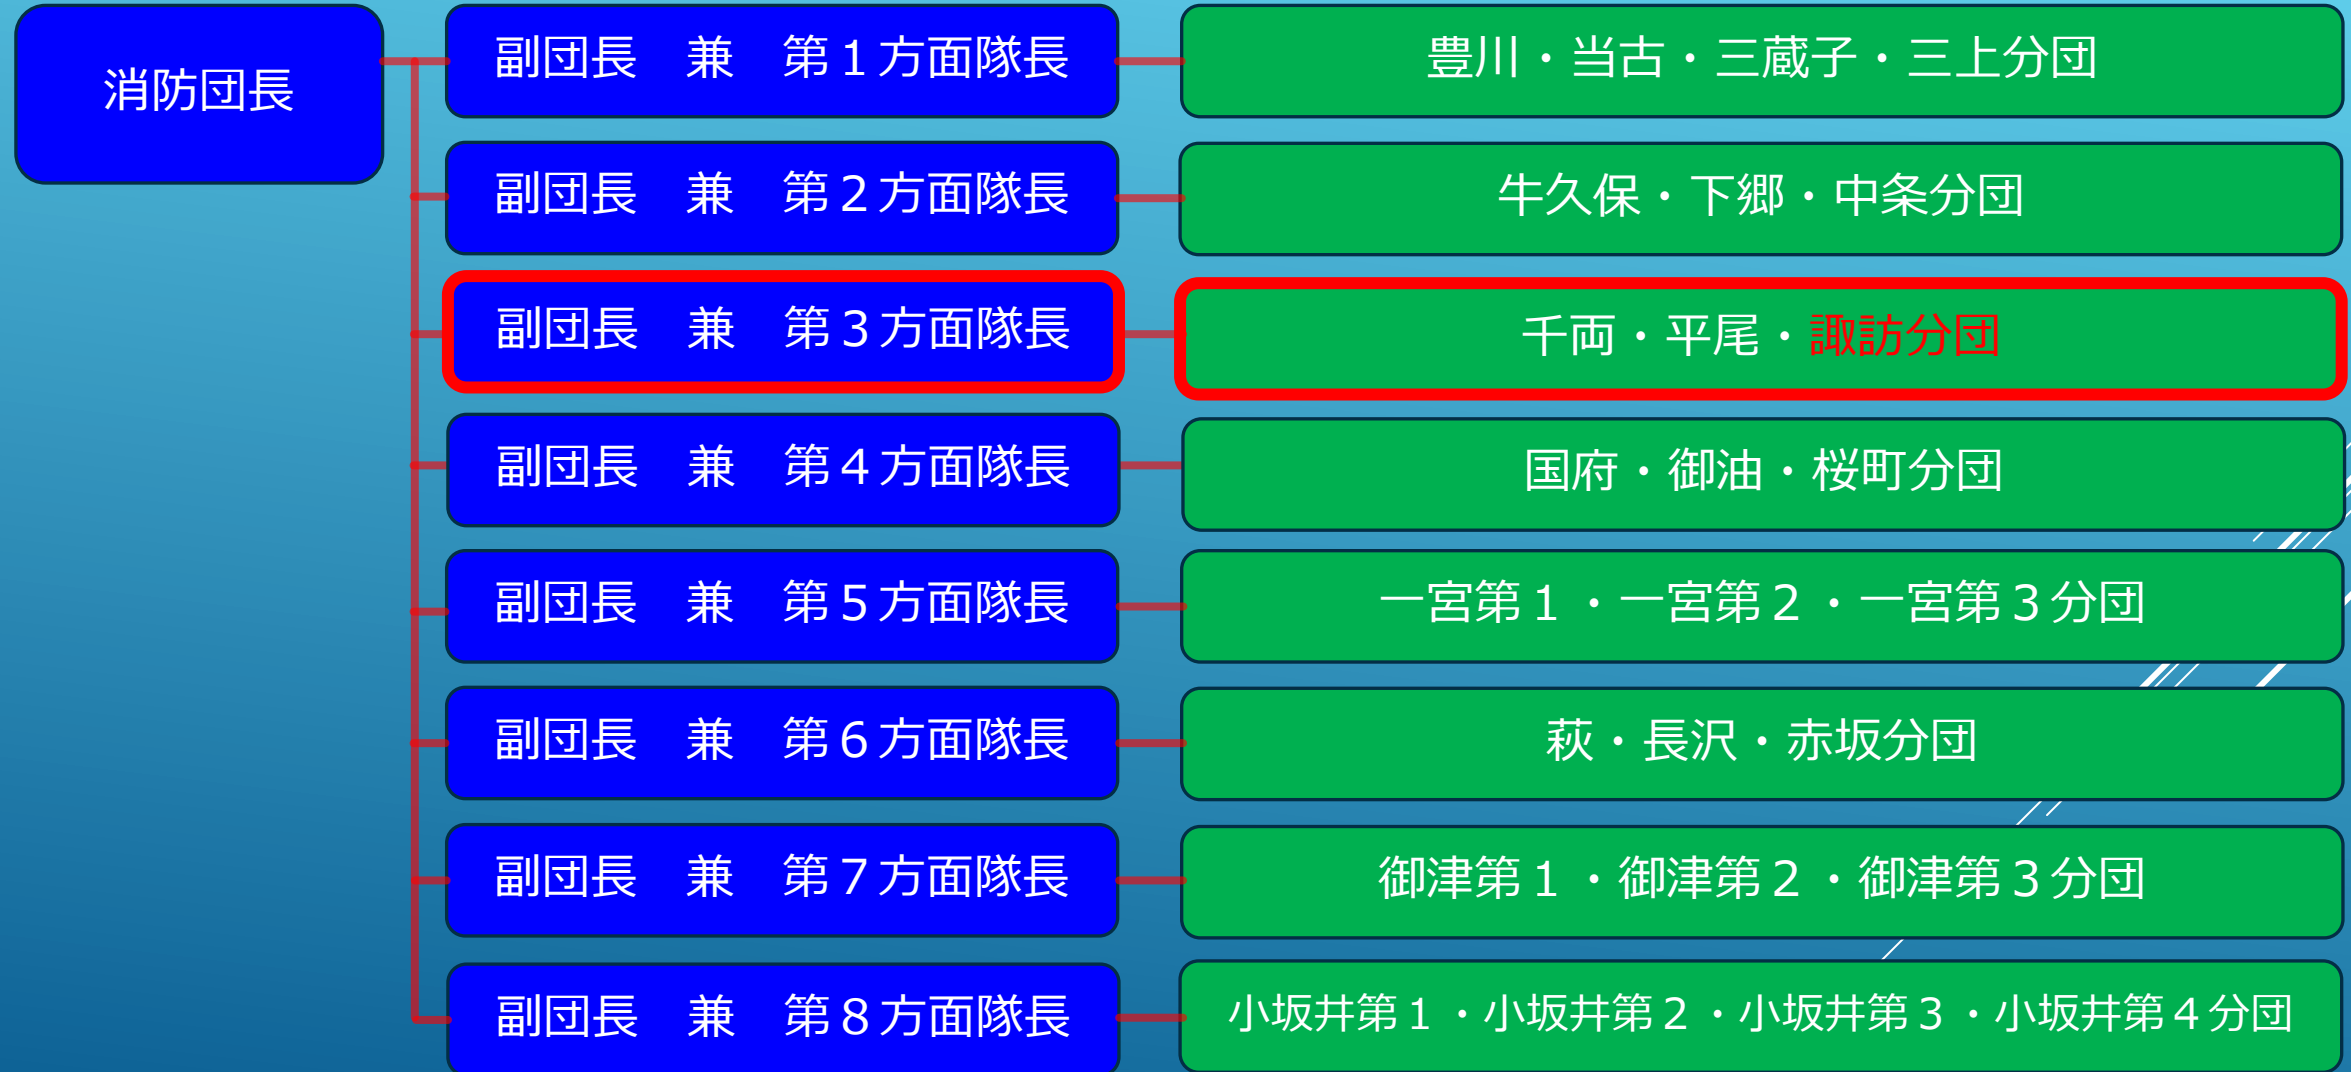 消防団長
副団長　兼　第１方面隊長
豊川・当古・三蔵子・三上分団
副団長　兼　第２方面隊長
牛久保・下郷・中条分団
副団長　兼　第３方面隊長
千両・平尾・諏訪分団
副団長　兼　第４方面隊長
国府・御油・桜町分団
副団長　兼　第５方面隊長
一宮第１・一宮第２・一宮第３分団
副団長　兼　第６方面隊長
萩・長沢・赤坂分団
副団長　兼　第７方面隊長
御津第１・御津第２・御津第３分団
副団長　兼　第８方面隊長
小坂井第１・小坂井第２・小坂井第３・小坂井第４分団